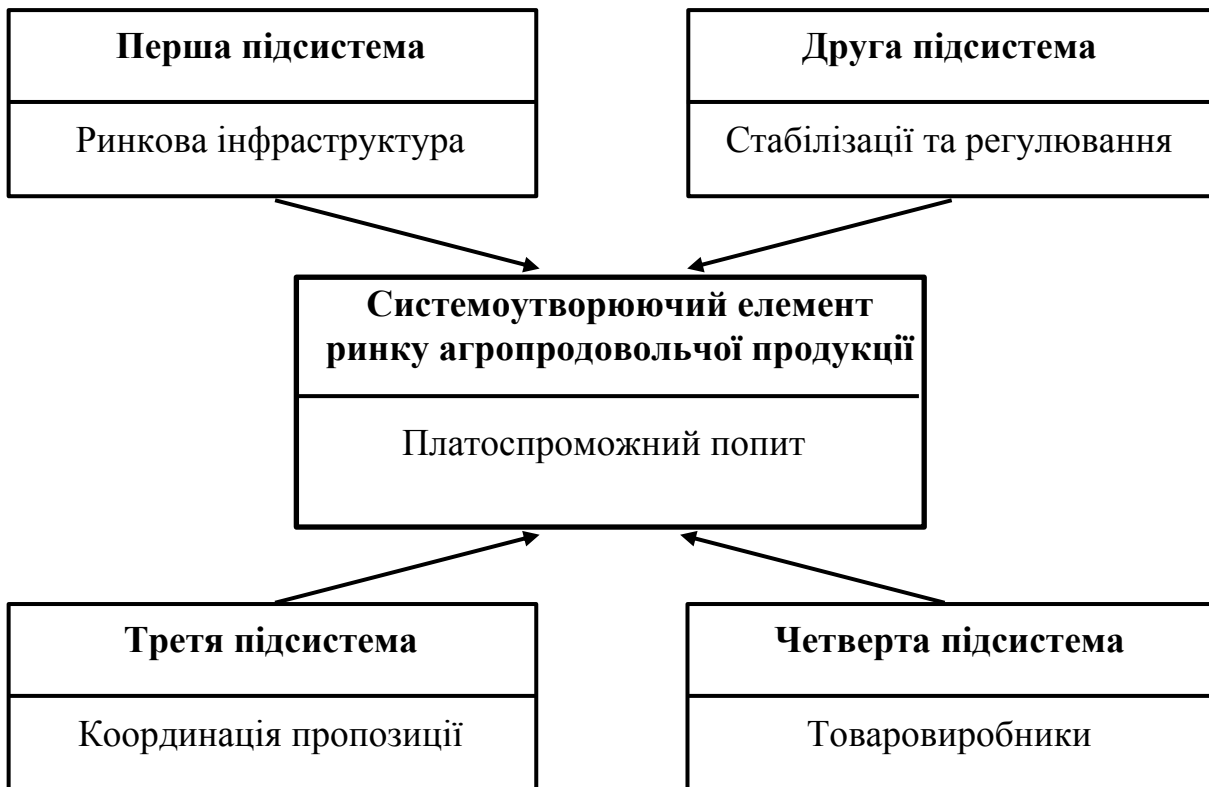 Перша підсистема
Ринкова інфраструктура
Друга підсистема
Стабілізації та регулювання
Системоутворюючий елемент
ринку агропродовольчої продукції
Платоспроможний попит
Третя підсистема
Координація пропозиції
Четверта підсистема
Товаровиробники